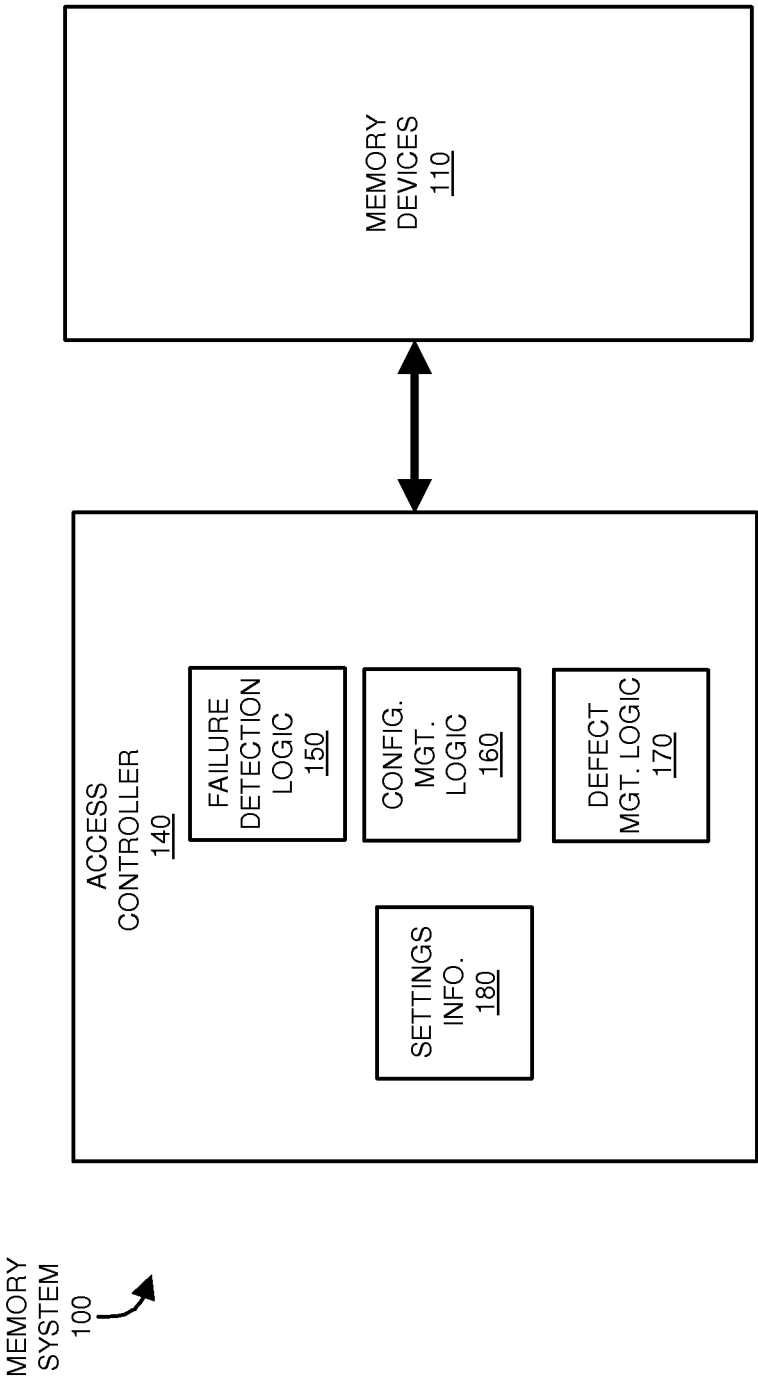 MEMORY
SYSTEM
100
ACCESS
CONTROLLER
140
SETTINGS
INFO.
180
FAILURE
DETECTION
LOGIC
150
CONFIG.
MGT.
LOGIC
160
DEFECT
MGT. LOGIC
170
MEMORY
DEVICES
110